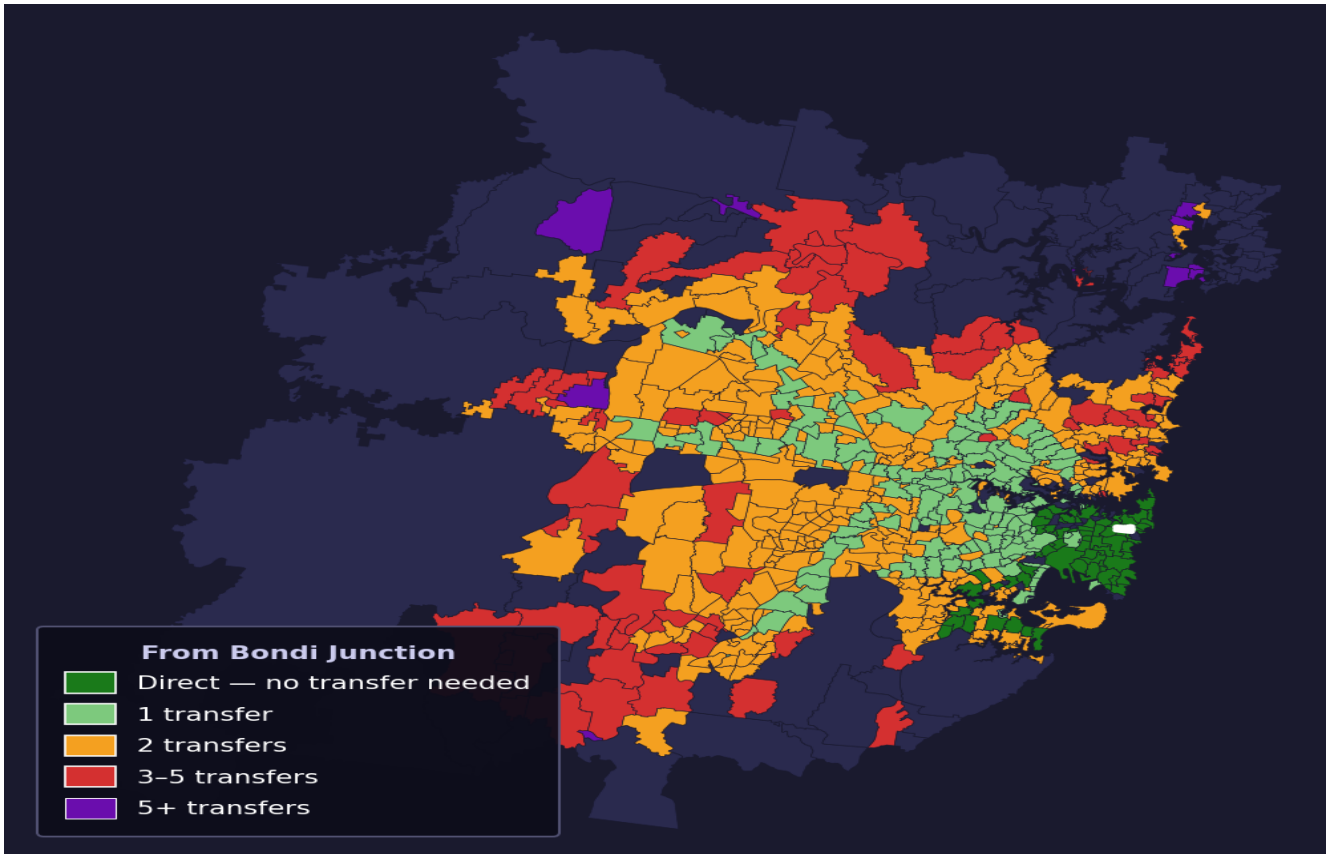 From Bondi Junction
Direct — no transfer needed
1 transfer
2 transfers
3–5 transfers
5+ transfers